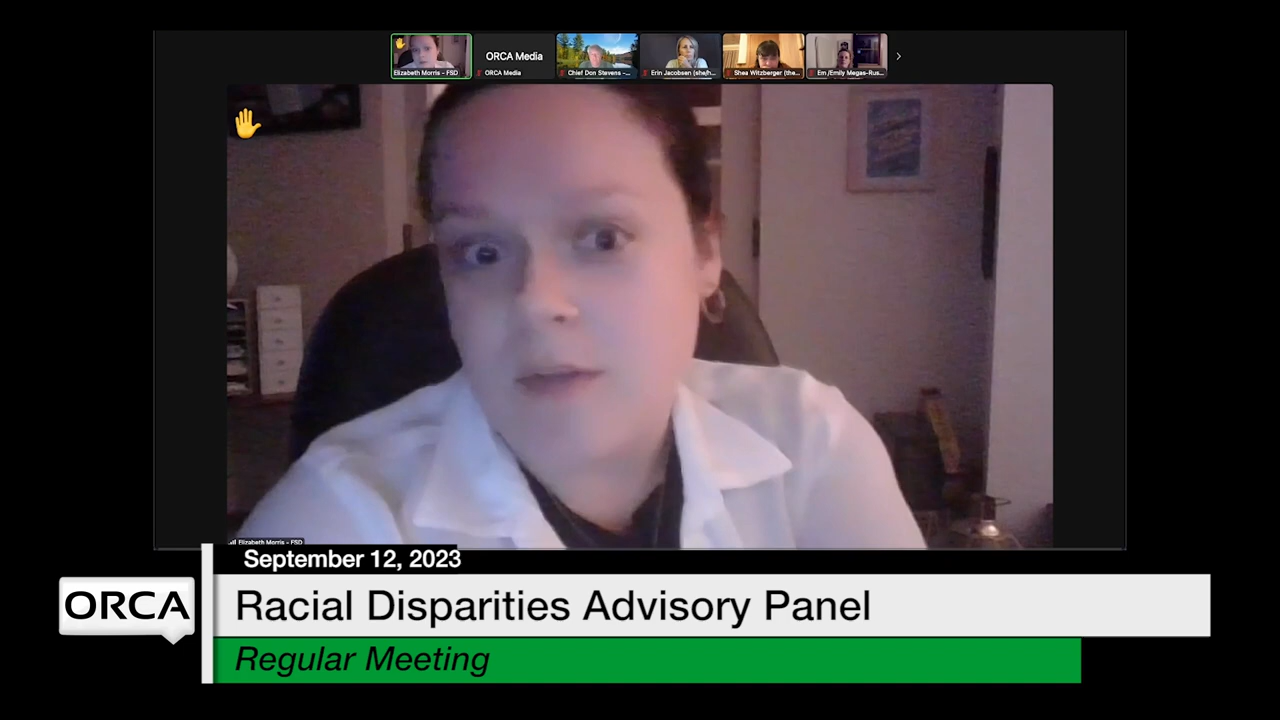 ORCA Media
Elizabeth Morris - FSD
ORCA Media
Chief Don Stevens -...
Erin Jacobsen (she/h...
Shea Witzberger (the...
Em /Emily Megas-Rus...
Elizabeth Morris - FSD
September 12, 2023
ORCA
Racial Disparities Advisory Panel
Regular Meeting